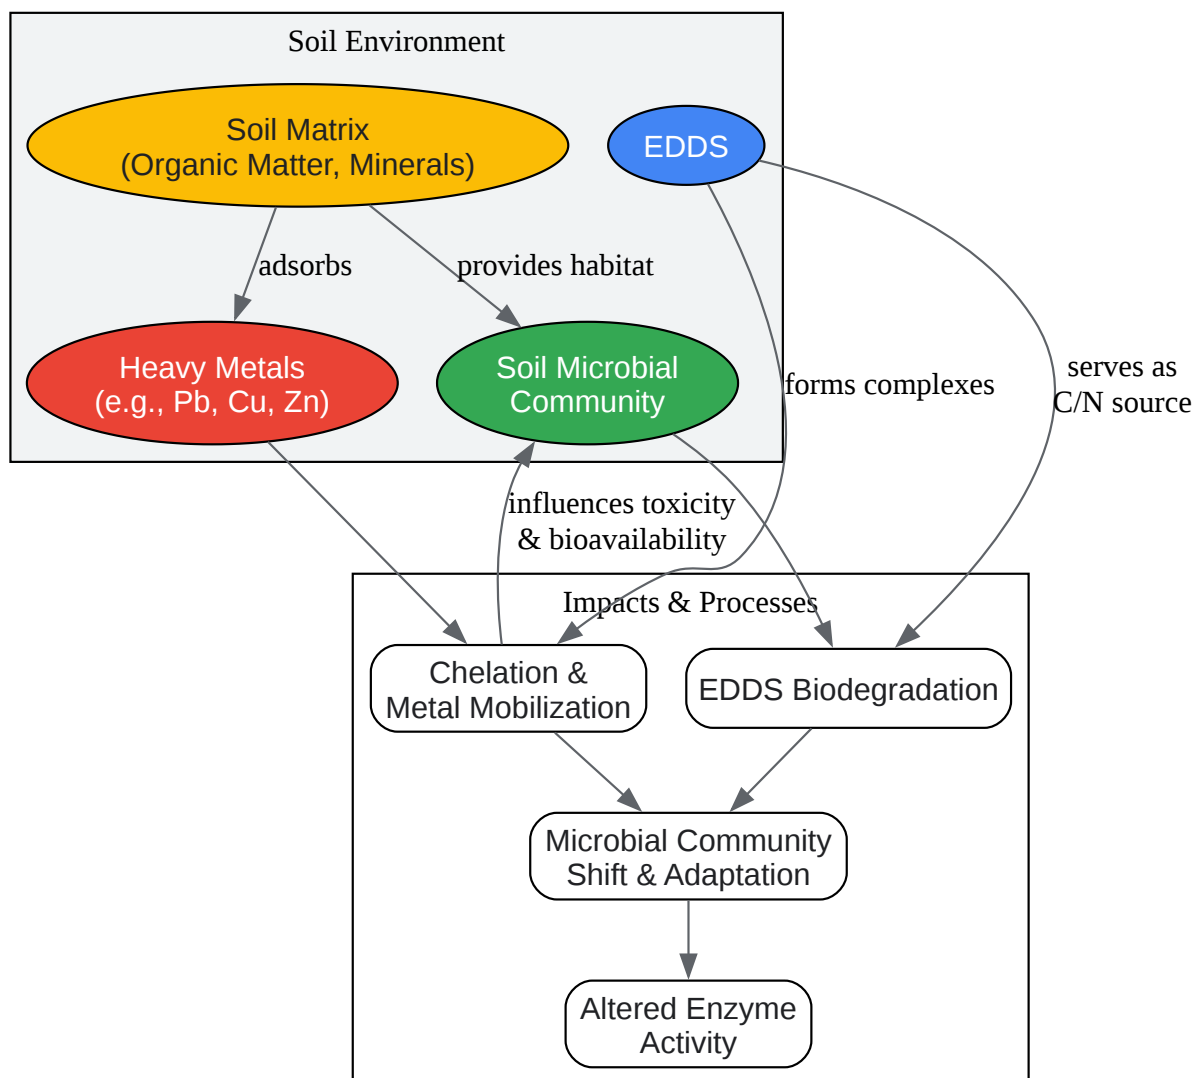 Soil Environment
Soil Matrix
(Organic Matter, Minerals)
EDDS
adsorbs
provides habitat
Heavy Metals
(e.g., Pb, Cu, Zn)
Soil Microbial
Community
forms complexes
serves as
C/N source
influences toxicity
& bioavailability
Impacts & Processes
Chelation &
Metal Mobilization
EDDS Biodegradation
Microbial Community
Shift & Adaptation
Altered Enzyme
Activity